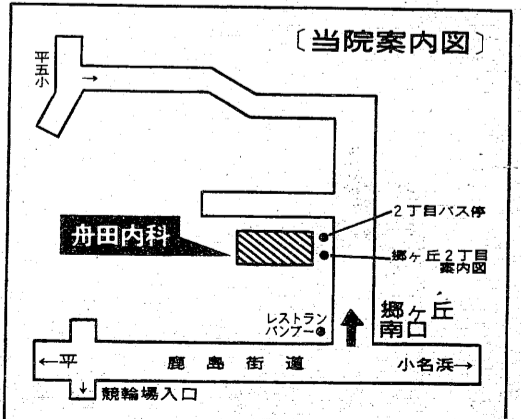 〔当院案内図〕
平五小
→
2丁目バス停
舟田内科
郷ヶ丘2丁目
案内図
レストラン
バンブー
郷ヶ丘
南口
←平
鹿島街道
小名浜→
↓競輪場入口